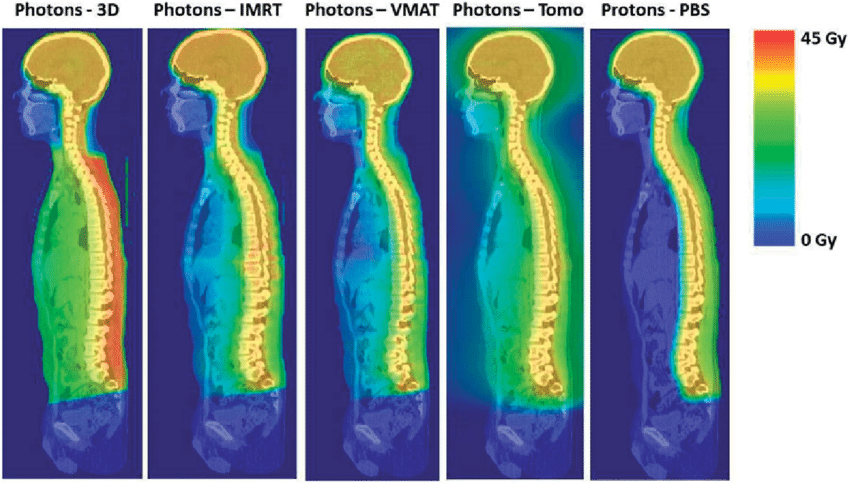 Photons - 3D
Photons – IMRT
Photons – VMAT
Photons – Tomo
Protons - PBS
45 Gy
0 Gy